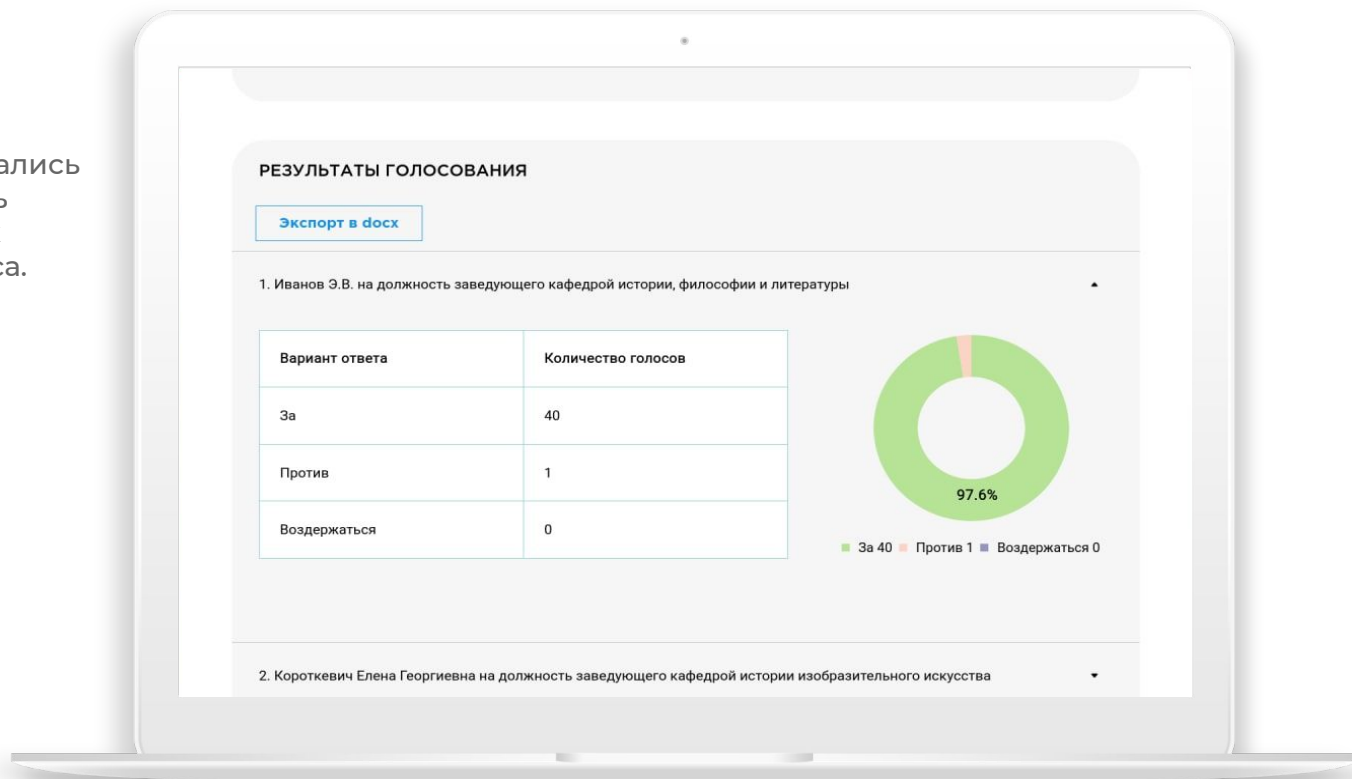 ались
ь
са.
РЕЗУЛЬТАТЫ ГОЛОСОВАНИЯ
Экспорт в docx
1. Иванов Э.В. на должность заведующего кафедрой истории, философии и литературы
Вариант ответа Количество голосов
За 40
Против 1
Воздержаться 0
97.6%
За 40 Против 1 Воздержаться 0
2. Короткевич Елена Георгиевна на должность заведующего кафедрой истории изобразительного искусства